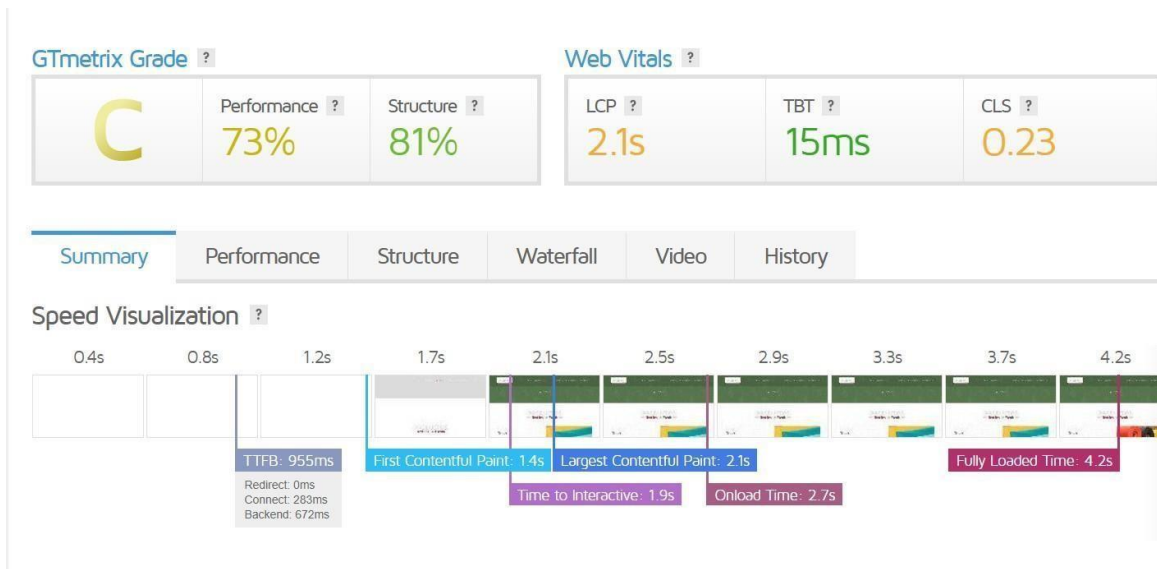 GTmetrix Grade ?
Web Vitals ?
C
Performance ?
73%
Structure ?
81%
LCP ?
2.1s
TBT ?
15ms
CLS ?
0.23
Summary
Performance
Structure
Waterfall
Video
History
Speed Visualization ?
0.4s 0.8s 1.2s 1.7s 2.1s 2.5s 2.9s 3.3s 3.7s 4.2s
TTFB: 955ms
Redirect: 0ms
Connect: 283ms
Backend: 672ms
First Contentful Paint: 1.4s
Largest Contentful Paint: 2.1s
Fully Loaded Time: 4.2s
Time to Interactive: 1.9s
Onload Time: 2.7s